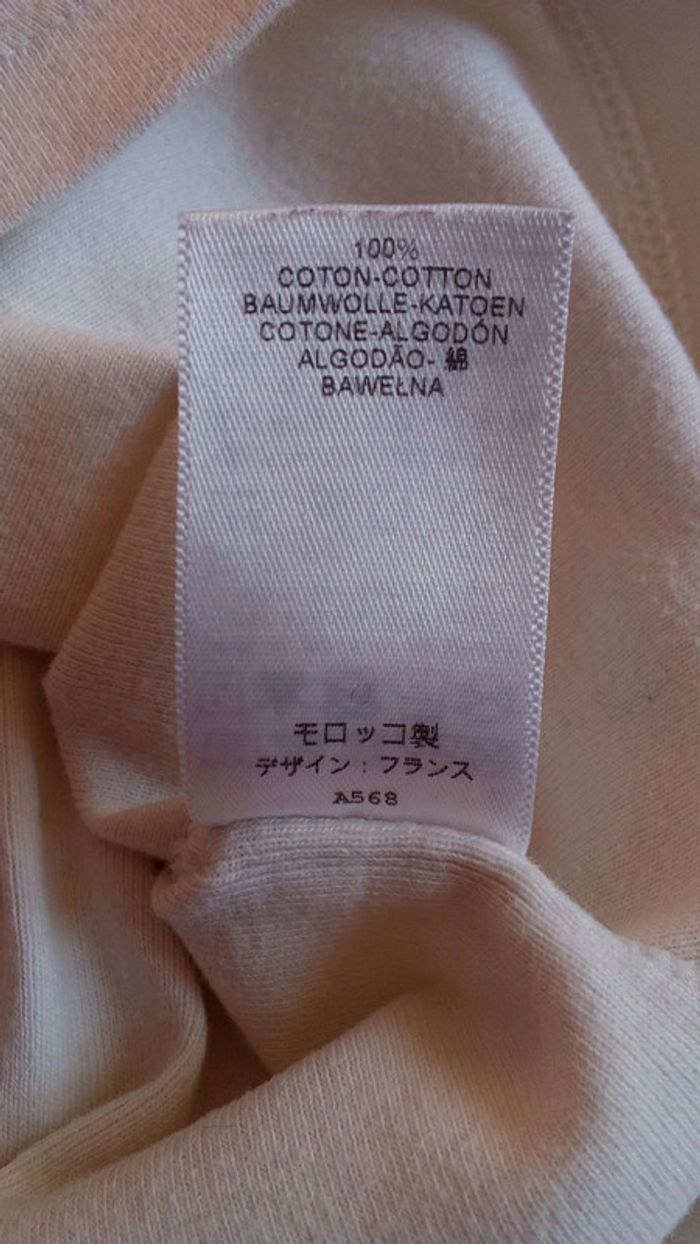 100%
COTON-COTTON
BAUMWOLLE-KATOEN
COTONE-ALGODÓN
ALGODÃO- 綿
BAWEŁNA
モロッコ製
デザイン : フランス
A568